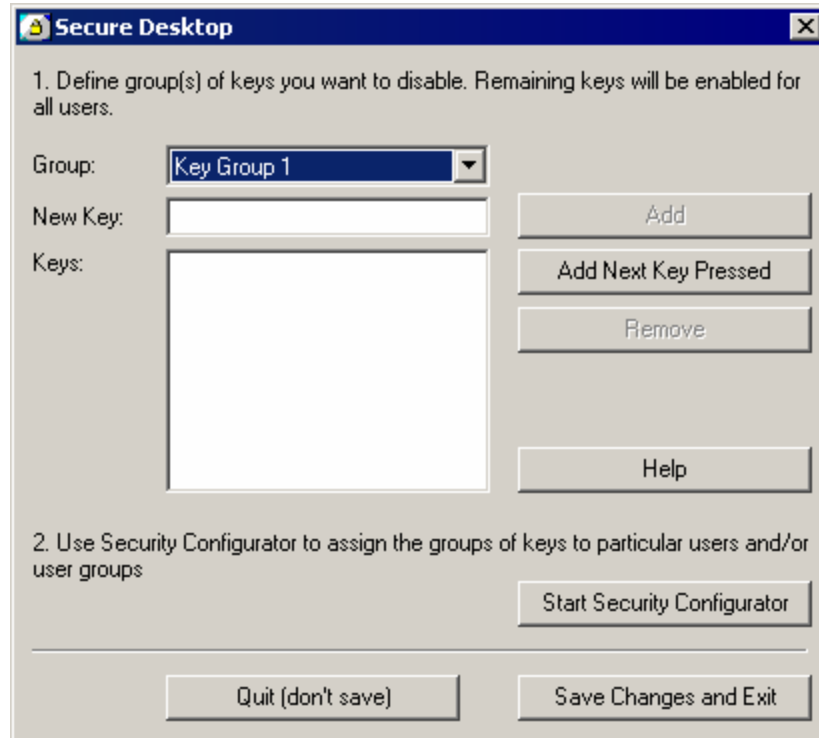 Secure Desktop
1. Define group(s) of keys you want to disable. Remaining keys will be enabled for
all users.
Group:
Key Group 1
New Key:
Add
Keys:
Add Next Key Pressed
Remove
Help
2. Use Security Configurator to assign the groups of keys to particular users and/or
user groups
Start Security Configurator
Quit (don't save)
Save Changes and Exit